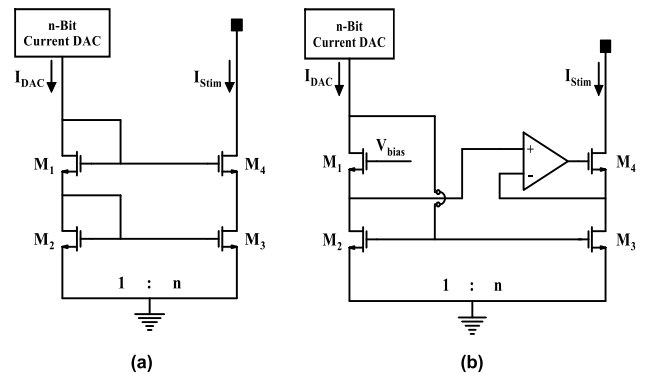 n-Bit
Current DAC
I_DAC
I_Stim
M_1
M_4
M_2
M_3
1 : n
(a)
n-Bit
Current DAC
I_DAC
I_Stim
V_bias
M_1
+
-
M_4
M_2
M_3
1 : n
(b)